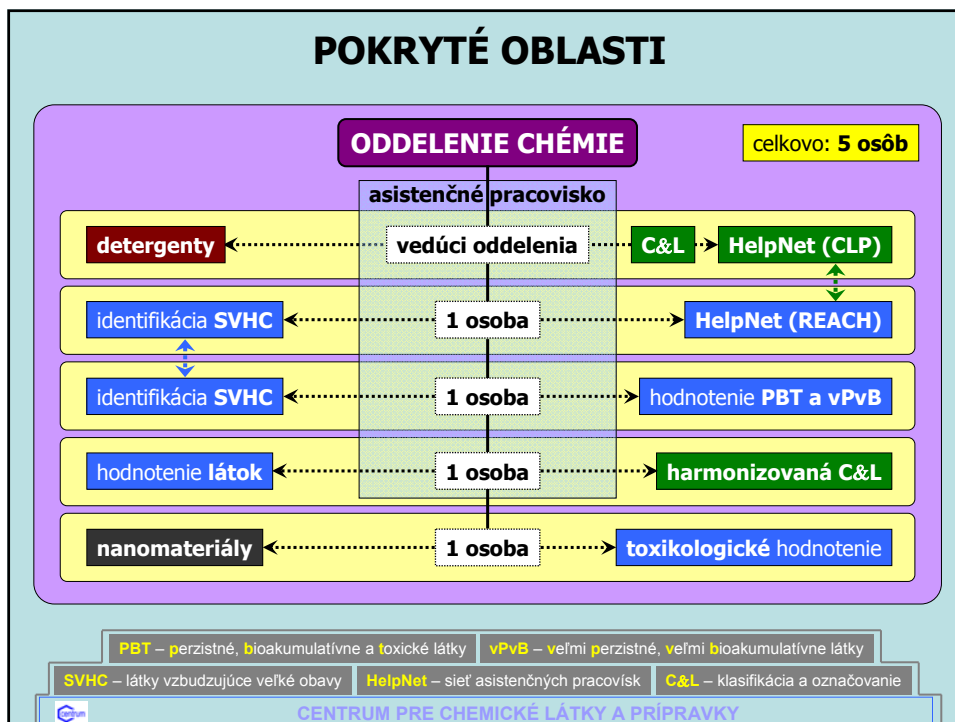 POKRYTÉ OBLASTI
ODDELENIE CHÉMIE
celkovo: 5 osôb
asistenčné pracovisko
detergenty
vedúci oddelenia
C&L
HelpNet (CLP)
identifikácia SVHC
1 osoba
HelpNet (REACH)
identifikácia SVHC
1 osoba
hodnotenie PBT a vPvB
hodnotenie látok
1 osoba
harmonizovaná C&L
nanomateriály
1 osoba
toxikologické hodnotenie
PBT – perzistné, bioakumulatívne a toxické látky
vPvB – veľmi perzistné, veľmi bioakumulatívne látky
SVHC – látky vzbudzujúce veľké obavy
HelpNet – sieť asistenčných pracovísk
C&L – klasifikácia a označovanie
centrum
CENTRUM PRE CHEMICKÉ LÁTKY A PRÍPRAVKY